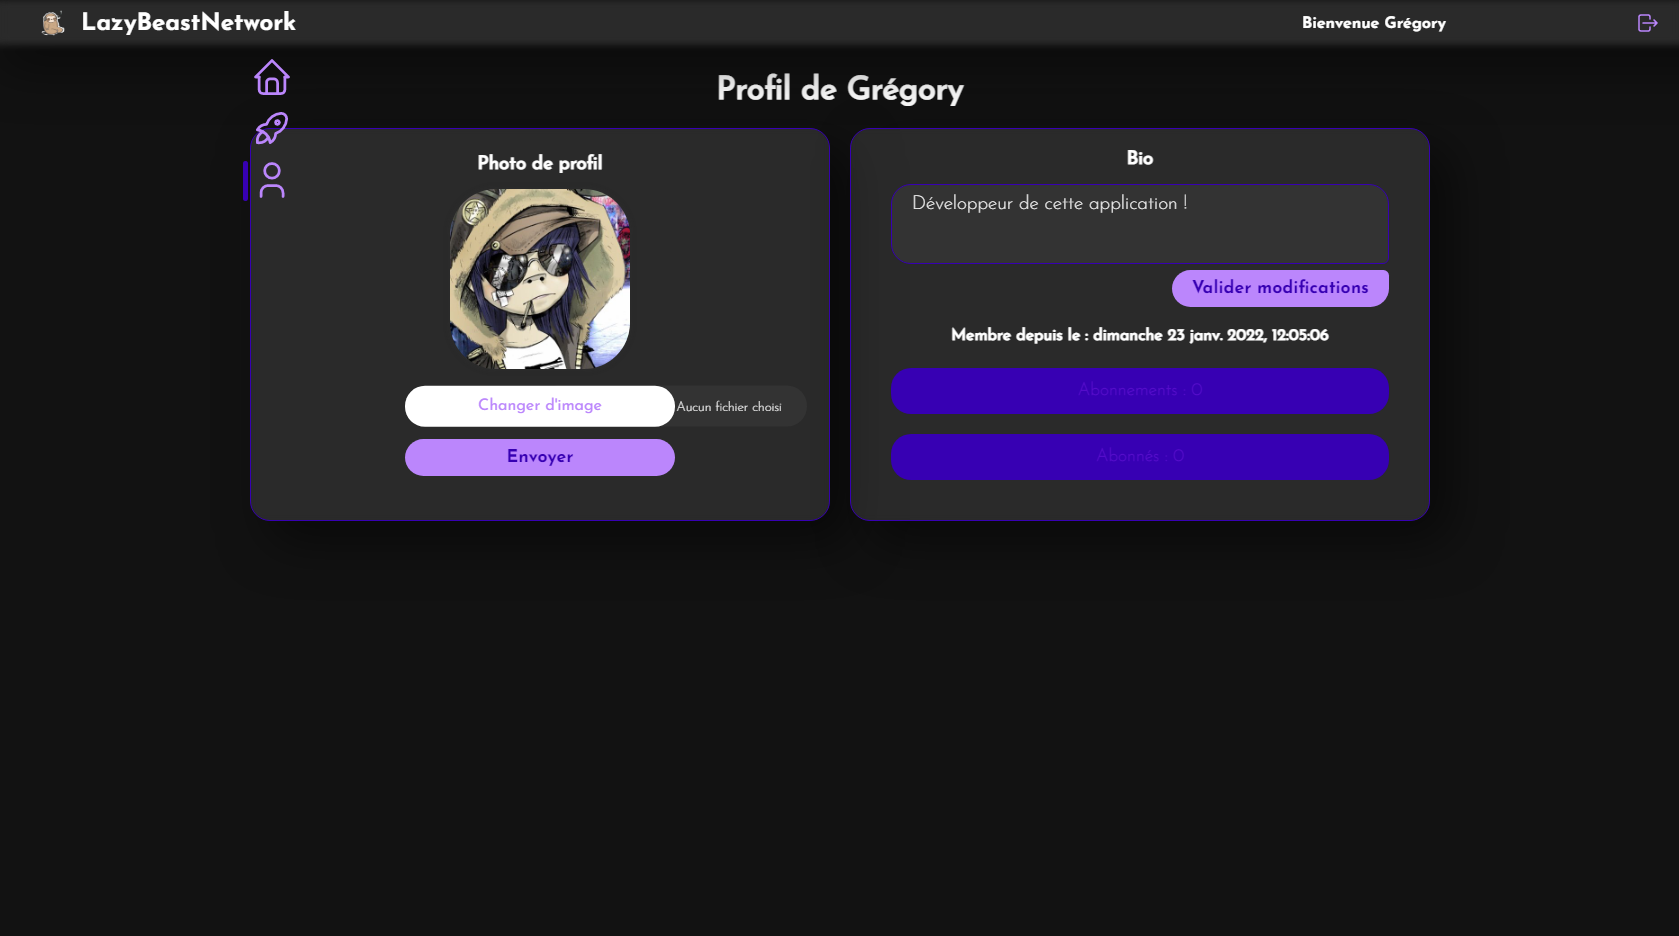 LazyBeastNetwork
Bienvenue Grégory
Profil de Grégory
Photo de profil
Changer d'image
Aucun fichier choisi
Envoyer
Bio
Développeur de cette application !
Valider modifications
Membre depuis le : dimanche 23 janv. 2022, 12:05:06
Abonnements : 0
Abonnés : 0